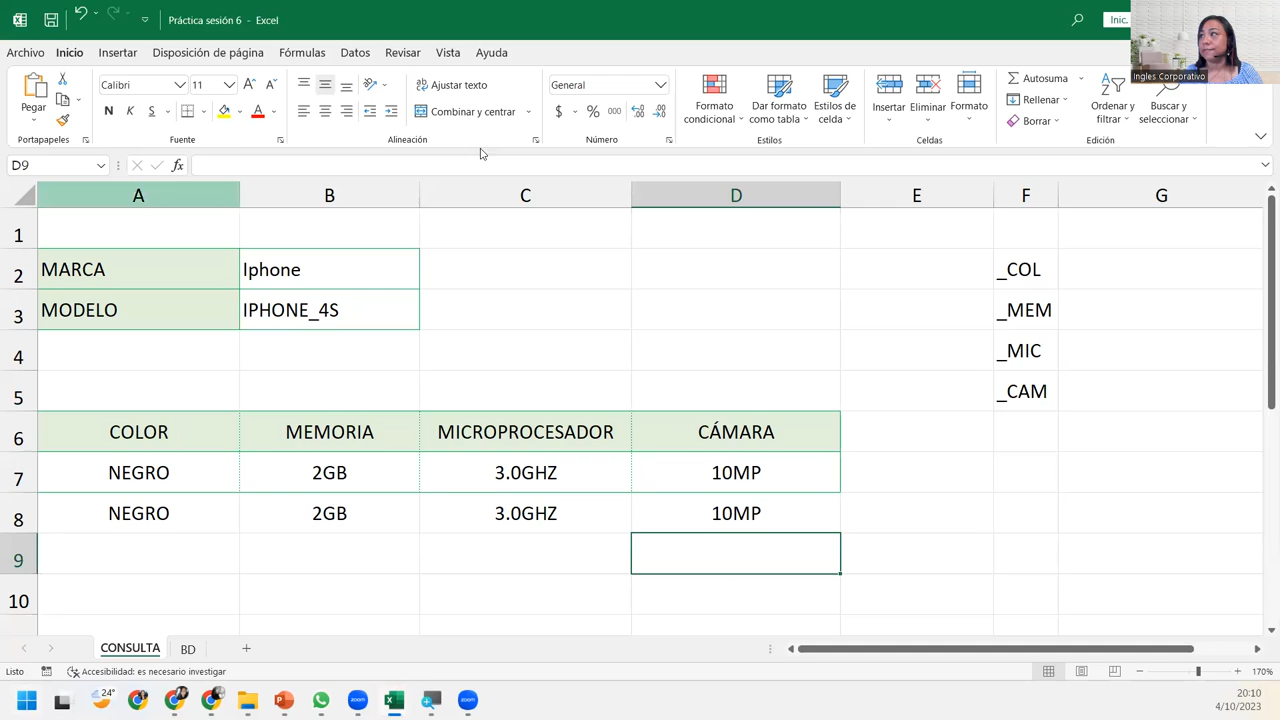 Práctica sesión 6 - Excel
Inic.
Archivo Inicio Insertar Disposición de página Fórmulas Datos Revisar Vista Ayuda
Ingles Corporativo
Pegar
Calibri 11
N K S
Ajustar texto
Combinar y centrar
General
$ % 000
Formato condicional
Dar formato como tabla
Estilos de celda
Insertar
Eliminar
Formato
Autosuma
Rellenar
Borrar
Ordenar y filtrar
Buscar y seleccionar
Portapapeles Fuente Alineación Número Estilos Celdas Edición
D9 fx
A B C D E F G
1
2 MARCA Iphone _COL
3 MODELO IPHONE_4S _MEM
4 _MIC
5 _CAM
6 COLOR MEMORIA MICROPROCESADOR CÁMARA
7 NEGRO 2GB 3.0GHZ 10MP
8 NEGRO 2GB 3.0GHZ 10MP
9
10
CONSULTA BD
Listo Accesibilidad: es necesario investigar 170%
24°
zoom zoom
20:10
4/10/2023